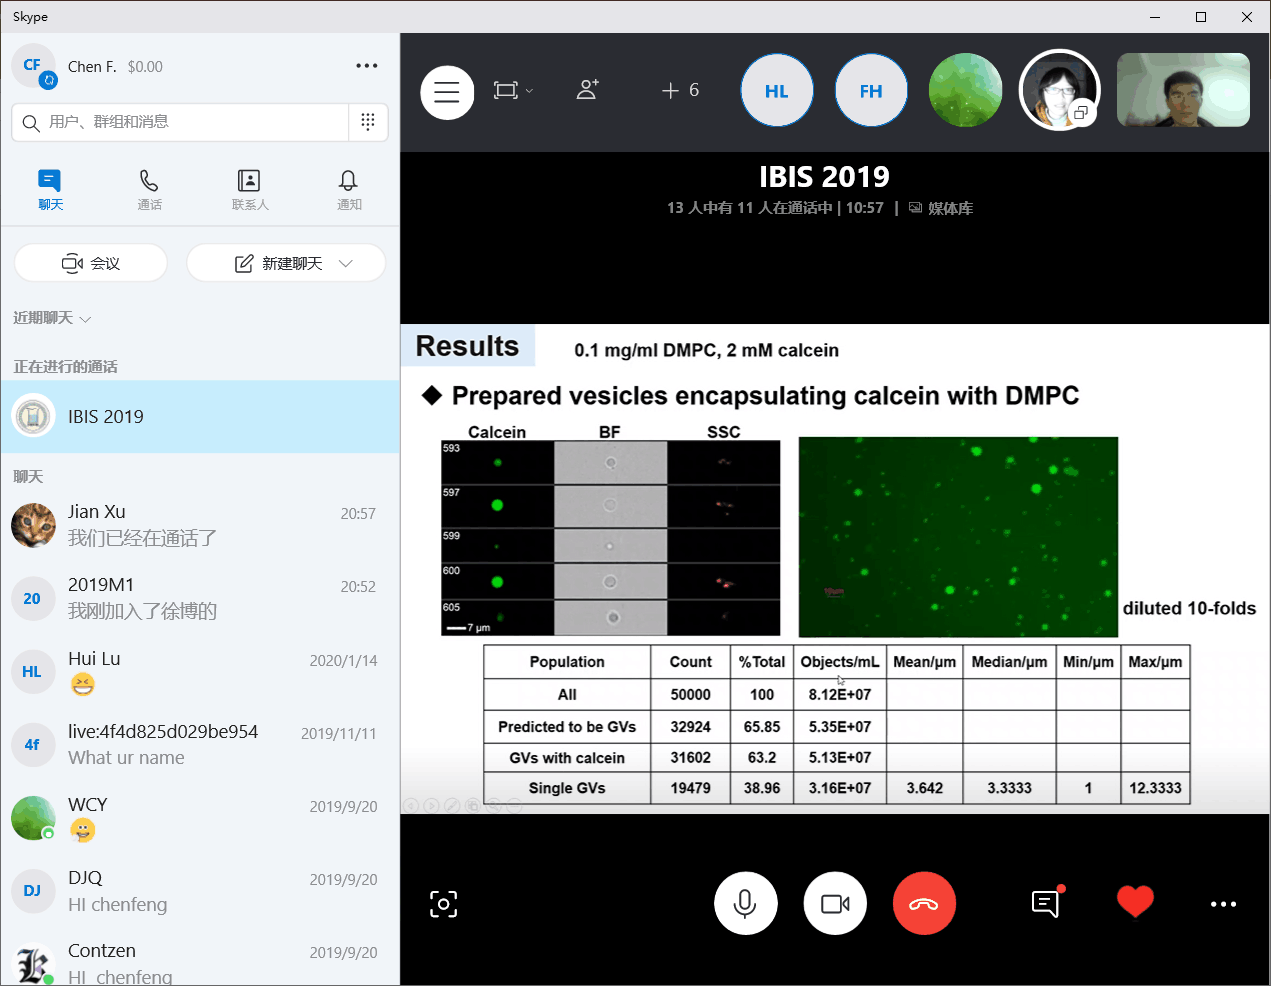 Skype
CF
Chen F. $0.00
用户、群组和消息
聊天
通话
联系人
通知
会议
新建聊天
近期聊天
正在进行的通话
IBIS 2019
聊天
Jian Xu 20:57
我们已经在通话了
20
2019M1 20:52
我刚加入了徐博的
HL
Hui Lu 2020/1/14
4f
live:4f4d825d029be954 2019/11/11
What ur name
WCY 2019/9/20
DJ
DJQ 2019/9/20
HI chenfeng
Contzen 2019/9/20
HI chenfeng
6
HL
FH
IBIS 2019
13 人中有 11 人在通话中 | 10:57 | 媒体库
Results
0.1 mg/ml DMPC, 2 mM calcein
◆ Prepared vesicles encapsulating calcein with DMPC
Calcein BF SSC
593
597
599
600
605
7 μm
diluted 10-folds
Population Count %Total Objects/mL Mean/μm Median/μm Min/μm Max/μm
All 50000 100 8.12E+07
Predicted to be GVs 32924 65.85 5.35E+07
GVs with calcein 31602 63.2 5.13E+07
Single GVs 19479 38.96 3.16E+07 3.642 3.3333 1 12.3333